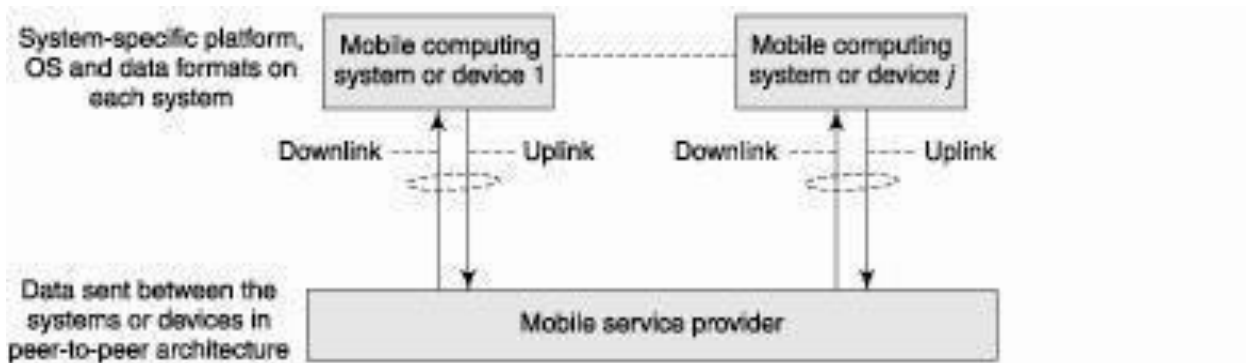 System-specific platform,
OS and data formats on
each system
Mobile computing
system or device 1
Mobile computing
system or device j
Downlink
Uplink
Downlink
Uplink
Data sent between the
systems or devices in
peer-to-peer architecture
Mobile service provider